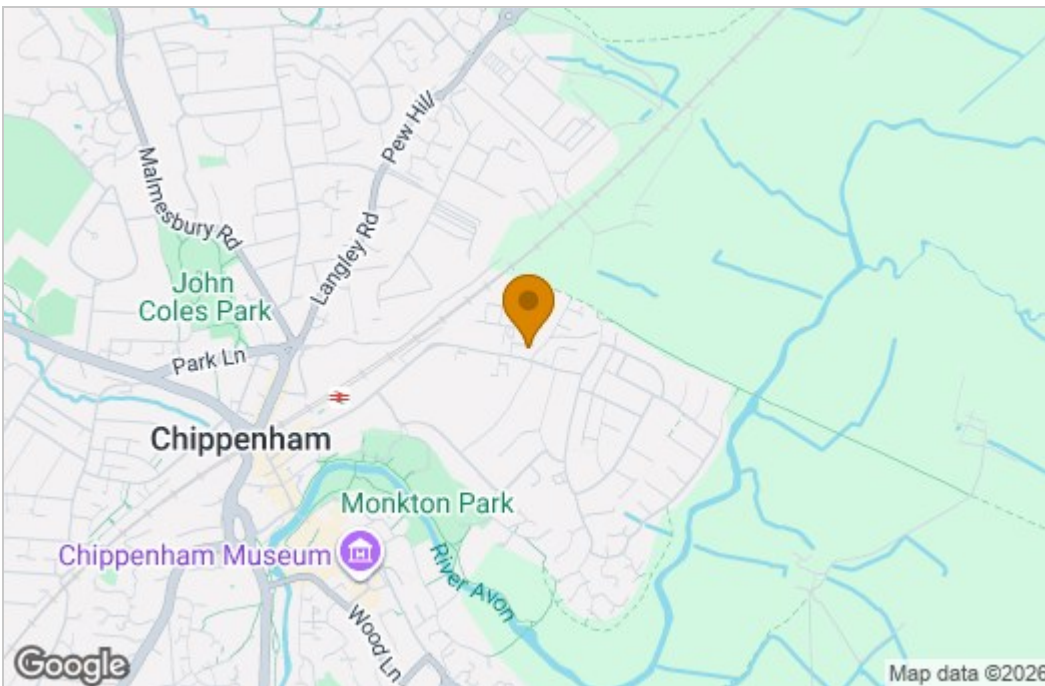 Pew Hill
Malmesbury Rd
Langley Rd
John
Coles Park
Park Ln
Chippenham
Monkton Park
Chippenham Museum
River Avon
Wood Ln
Google
Map data ©2026